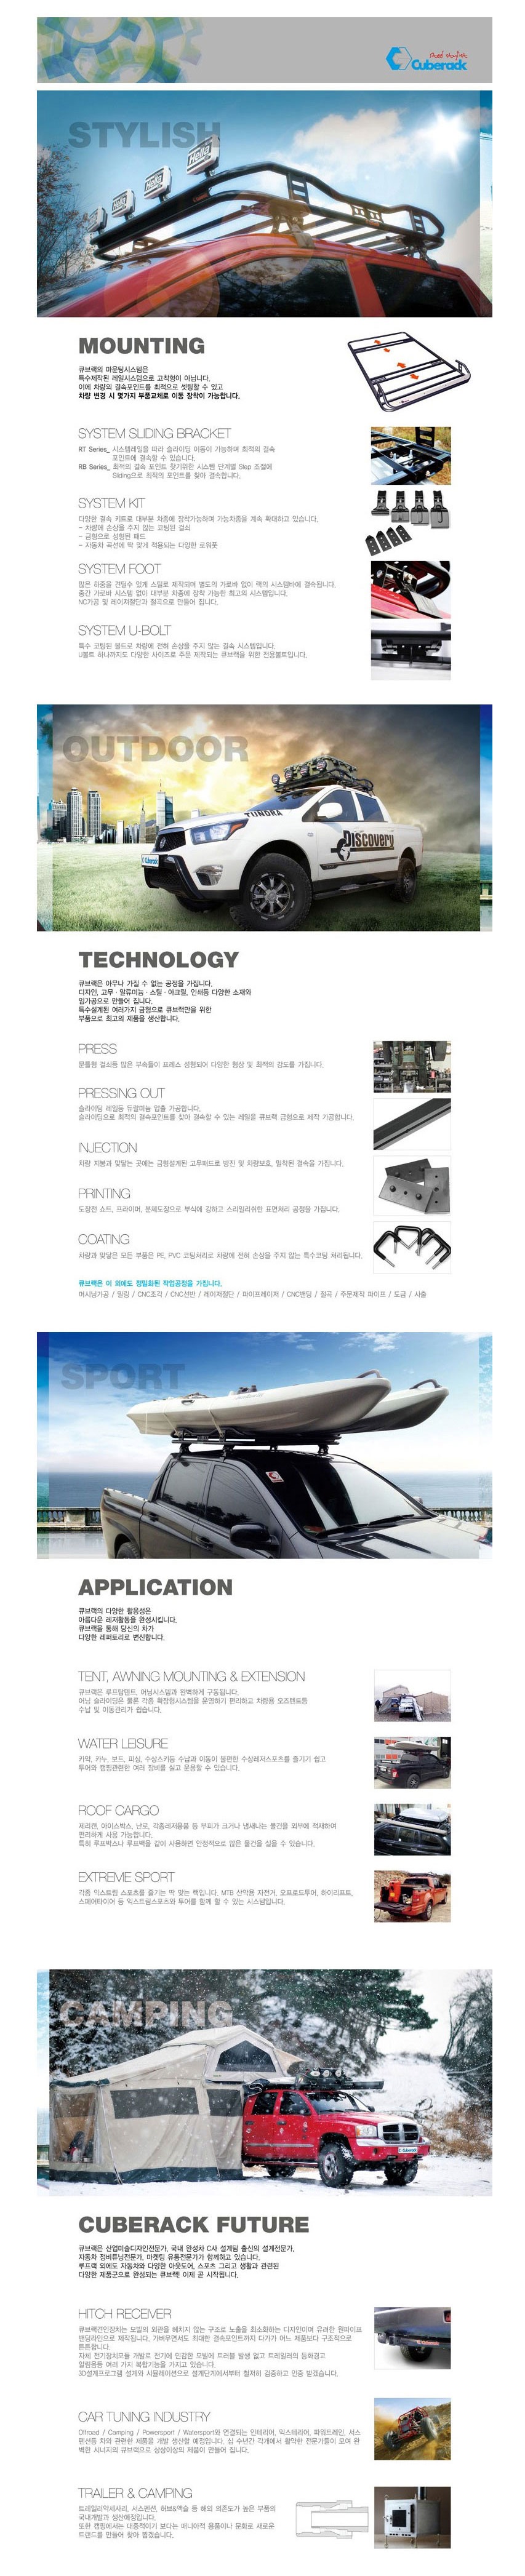 Cuberack
STYLISH
Hella
Hella
Hella
MOUNTING
큐브랙의 마운팅시스템은
특수제작된 레일시스템으로 고착형이 아닙니다.
이에 차량의 결속포인트를 최적으로 셋팅할 수 있고
차량 변경 시 몇가지 부품교체로 이동 장착이 가능합니다.
SYSTEM SLIDING BRACKET
RT Series_ 시스템레일을 따라 슬라이딩 이동이 가능하며 최적의 결속
포인트에 결속할 수 있습니다.
RB Series_ 최적의 결속 포인트 찾기위한 시스템 단계별 Step 조절에
Sliding으로 최적의 포인트를 찾아 결속합니다.
SYSTEM KIT
다양한 결속 키트로 대부분 차종에 장착가능하며 가능차종을 계속 확대하고 있습니다.
- 차량에 손상을 주지 않는 코팅된 걸쇠
- 금형으로 성형된 패드
- 자동차 곡선에 딱 맞게 적용되는 다양한 로워풋
SYSTEM FOOT
많은 하중을 견딜수 있게 스틸로 제작되며 별도의 가로바 없이 랙의 시스템바에 결속됩니다.
중간 가로바 시스템 없이 대부분 차종에 장착 가능한 최고의 시스템입니다.
NC가공 및 레이저절단과 절곡으로 만들어 집니다.
SYSTEM U-BOLT
특수 코팅된 볼트로 차량에 전혀 손상을 주지 않는 결속 시스템입니다.
U볼트 하나까지도 다양한 사이즈로 주문 제작되는 큐브랙을 위한 전용볼트입니다.
OUTDOOR
TUNDRA
Discovery
Cuberack
TECHNOLOGY
큐브랙은 아무나 가질 수 없는 공정을 가집니다.
디자인, 고무 · 알류미늄 · 스틸 · 아크릴, 인쇄등 다양한 소재와
임가공으로 만들어 집니다.
특수설계된 여러가지 금형으로 큐브랙만을 위한
부품으로 최고의 제품을 생산합니다.
PRESS
문틀형 걸쇠등 많은 부속들이 프레스 성형되어 다양한 형상 및 최적의 강도를 가집니다.
PRESSING OUT
슬라이딩 레일등 듀랄미늄 압출 가공합니다.
슬라이딩으로 최적의 결속포인트를 찾아 결속할 수 있는 레일을 큐브랙 금형으로 제작 가공합니다.
INJECTION
차량 지붕과 맞닿는 곳에는 금형설계된 고무패드로 방진 및 차량보호, 밀착된 결속을 가집니다.
PRINTING
도장전 쇼트, 프라이머, 분체도장으로 부식에 강하고 스리밀리쉬한 표면처리 공정을 가집니다.
COATING
차량과 맞닿은 모든 부품은 PE, PVC 코팅처리로 차량에 전혀 손상을 주지 않는 특수코팅 처리됩니다.
큐브랙은 이 외에도 정밀화된 작업공정을 가집니다.
머시닝가공 / 밀링 / CNC조각 / CNC선반 / 레이저절단 / 파이프레이저 / CNC밴딩 / 절곡 / 주문제작 파이프 / 도금 / 사출
SPORT
APPLICATION
큐브랙의 다양한 활용성은
아름다운 레저활동을 완성시킵니다.
큐브랙을 통해 당신의 차가
다양한 레퍼토리로 변신합니다.
TENT, AWNING MOUNTING & EXTENSION
큐브랙은 루프탑텐트, 어닝시스템과 완벽하게 구동됩니다.
어닝 슬라이딩은 물론 각종 확장형시스템을 운영하기 편리하고 차량용 오즈텐트등
수납 및 이동관리가 쉽습니다.
WATER LEISURE
카약, 카누, 보트, 피싱, 수상스키등 수납과 이동이 불편한 수상레저스포츠를 즐기기 쉽고
투어와 캠핑관련한 여러 장비를 싣고 운용할 수 있습니다.
ROOF CARGO
제리캔, 아이스박스, 난로, 각종레저용품 등 부피가 크거나 냄새나는 물건을 외부에 적재하여
편리하게 사용 가능합니다.
특히 루프박스나 루프백을 같이 사용하면 안정적으로 많은 물건을 실을 수 있습니다.
EXTREME SPORT
각종 익스트림 스포츠를 즐기는 딱 맞는 랙입니다. MTB 산악용 자전거, 오프로드투어, 하이리프트,
스페어타이어 등 익스트림스포츠와 투어를 함께 할 수 있는 시스템입니다.
CAMPING
Cuberack
CUBERACK FUTURE
큐브랙은 산업미술디자인전문가, 국내 완성차 CAI 설계팀 출신의 설계전문가,
자동차 정비튜닝전문가, 마켓팅 유통전문가가 함께하고 있습니다.
루프랙 외에도 자동차와 다양한 아웃도어, 스포츠 그리고 생활과 관련된
다양한 제품군으로 완성되는 큐브랙! 이제 곧 시작됩니다.
HITCH RECEIVER
큐브랙견인장치는 모빌의 외관을 헤치지 않는 구조로 노출을 최소화하는 디자인이며 유려한 원파이프
밴딩라인으로 제작됩니다. 가벼우면서도 최대한 결속포인트까지 다가가 어느 제품보다 구조적으로
튼튼합니다.
자체 전기장치모듈 개발로 전기에 민감한 모빌에 트러블 발생 없고 트레일러의 등화경고
알림음등 여러 가지 복합기능을 가지고 있습니다.
3D설계프로그램 설계와 시뮬레이션으로 설계단계에서부터 철저히 검증하고 인증 받겠습니다.
CAR TUNING INDUSTRY
Offroad / Camping / Powersport / Watersport와 연결되는 인테리어, 익스테리어, 파워트레인, 서스
펜션등 차와 관련한 제품을 개발 생산할 예정입니다. 십 수년간 각개에서 활약한 전문가들이 모여 완
벽한 시너지의 큐브랙으로 상상이상의 제품이 만들어 집니다.
TRAILER & CAMPING
트레일러악세사리, 서스펜션, 허브&액슬 등 해외 의존도가 높은 부품의
국내개발과 생산예정입니다.
또한 캠핑에서는 대중적이기 보다는 매니아적 용품이나 문화로 새로운
트랜드를 만들어 찾아 뵙겠습니다.